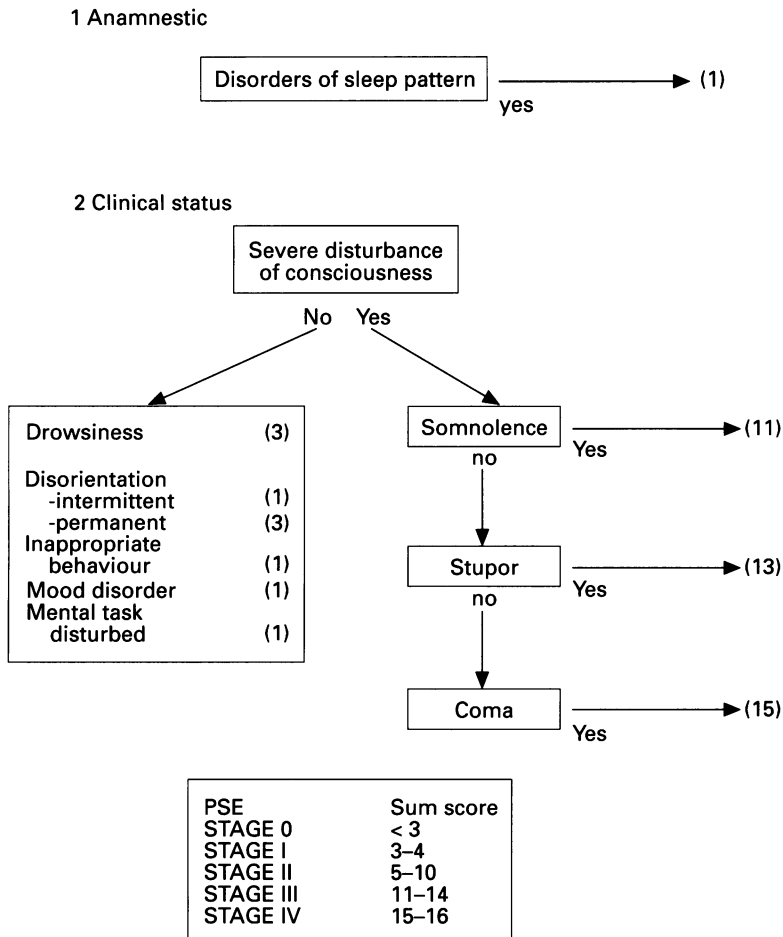 1 Anamnestic
Disorders of sleep pattern
(1)
yes
2 Clinical status
Severe disturbance
of consciousness
No Yes
Drowsiness (3)
Disorientation
-intermittent (1)
-permanent (3)
Inappropriate
behaviour (1)
Mood disorder (1)
Mental task
disturbed (1)
Somnolence (11)
Yes
no
Stupor (13)
Yes
no
Coma (15)
Yes
PSE Sum score
STAGE 0 < 3
STAGE I 3–4
STAGE II 5–10
STAGE III 11–14
STAGE IV 15–16